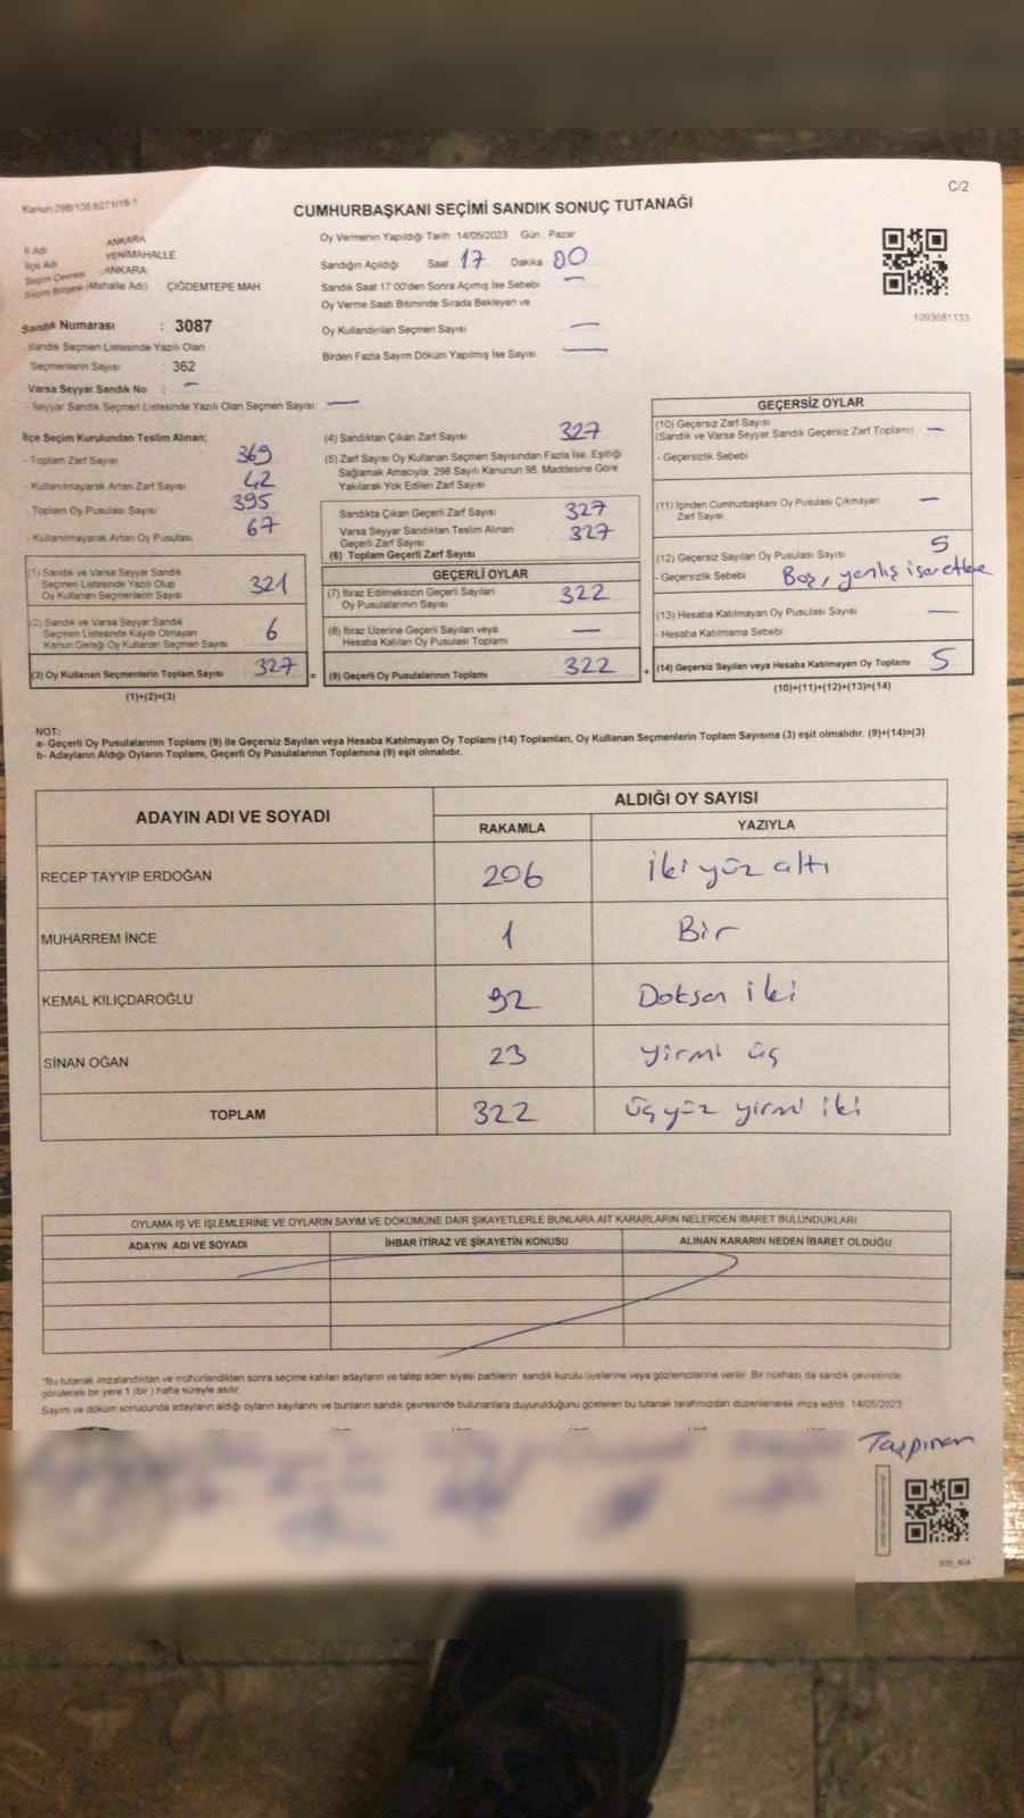 C/2
Kanun 298/105
CUMHURBAŞKANI SEÇİMİ SANDIK SONUÇ TUTANAĞI
İl Adı ANKARA
İlçe Adı YENİMAHALLE
Seçim Çevresi ANKARA
Seçim Bölgesi (Mahalle Adı) ÇİĞDEMTEPE MAH.
Oy Vermenin Yapıldığı Tarih: 14/05/2023 Gün: Pazar
Sandığın Açıldığı Saat 17 Dakika 00
Sandık Saat 17:00'den Sonra Açımış İse Sebebi —
Oy Verme Saati Bitiminde Sırada Bekleyen ve
Oy Kullandırılan Seçmen Sayısı —
Birden Fazla Sayım Döküm Yapılmış İse Sayısı —
1093081133
Sandık Numarası : 3087
- Sandık Seçmen Listesinde Yazılı Olan
Seçmenlerin Sayısı : 362
Varsa Seyyar Sandık No : —
- Seyyar Sandık Seçmen Listesinde Yazılı Olan Seçmen Sayısı: —
İlçe Seçim Kurulundan Teslim Alınan;
- Toplam Zarf Sayısı 369
- Kullanılmayarak Artan Zarf Sayısı 42
- Toplam Oy Pusulası Sayısı 395
- Kullanılmayarak Artan Oy Pusulası 67
(1) Sandık ve Varsa Seyyar Sandık
Seçmen Listesinde Yazılı Olup
Oy Kullanan Seçmenlerin Sayısı 321
(2) Sandık ve Varsa Seyyar Sandık
Seçmen Listesinde Kayıtlı Olmayan
Kanun Gereği Oy Kullanan Seçmen Sayısı 6
(3) Oy Kullanan Seçmenlerin Toplam Sayısı 327
(1)+(2)=(3)
(4) Sandıktan Çıkan Zarf Sayısı 327
(5) Zarf Sayısı Oy Kullanan Seçmen Sayısından Fazla İse, Eşitliği
Sağlamak Amacıyla, 298 Sayılı Kanunun 98. Maddesine Göre
Yakılarak Yok Edilen Zarf Sayısı
Sandıkta Çıkan Geçerli Zarf Sayısı 327
Varsa Seyyar Sandıktan Teslim Alınan
Geçerli Zarf Sayısı 327
(6) Toplam Geçerli Zarf Sayısı
GEÇERLİ OYLAR
(7) İtiraz Edilmeksizin Geçerli Sayılan
Oy Pusulalarının Sayısı 322
(8) İtiraz Üzerine Geçerli Sayılan veya
Hesaba Katılan Oy Pusulası Toplamı —
= (9) Geçerli Oy Pusulalarının Toplamı 322
GEÇERSİZ OYLAR
(10) Geçersiz Zarf Sayısı
(Sandık ve Varsa Seyyar Sandık Geçersiz Zarf Toplamı) —
- Geçersizlik Sebebi
(11) İçinden Cumhurbaşkanı Oy Pusulası Çıkmayan
Zarf Sayısı —
(12) Geçersiz Sayılan Oy Pusulası Sayısı 5
- Geçersizlik Sebebi Boş, yanlış işaretleme
(13) Hesaba Katılmayan Oy Pusulası Sayısı —
- Hesaba Katılmama Sebebi
+ (14) Geçersiz Sayılan veya Hesaba Katılmayan Oy Toplamı 5
(10)+(11)+(12)+(13)=(14)
NOT:
a- Geçerli Oy Pusulalarının Toplamı (9) ile Geçersiz Sayılan veya Hesaba Katılmayan Oy Toplamı (14) Toplamları, Oy Kullanan Seçmenlerin Toplam Sayısına (3) eşit olmalıdır. (9)+(14)=(3)
b- Adayların Aldığı Oyların Toplamı, Geçerli Oy Pusulalarının Toplamına (9) eşit olmalıdır.
ADAYIN ADI VE SOYADI
ALDIĞI OY SAYISI
RAKAMLA YAZIYLA
RECEP TAYYİP ERDOĞAN 206 İki yüz altı
MUHARREM İNCE 1 Bir
KEMAL KILIÇDAROĞLU 92 Doksan iki
SİNAN OĞAN 23 yirmi üç
TOPLAM 322 üç yüz yirmi iki
OYLAMA İŞ VE İŞLEMLERİNE VE OYLARIN SAYIM VE DÖKÜMÜNE DAİR ŞİKAYETLERLE BUNLARA AİT KARARLARIN NELERDEN İBARET BULUNDUKLARI
ADAYIN ADI VE SOYADI İHBAR İTİRAZ VE ŞİKAYETİN KONUSU ALINAN KARARIN NEDEN İBARET OLDUĞU
*Bu tutanak imzalandıktan ve mühürlendikten sonra seçime katılan adayların ve talep eden siyasi partilerin sandık kurulu üyelerine veya gözlemcilerine verilir. Bir nüshası da sandık çevresinde
görülecek bir yere 1 (bir) hafta süreyle asılır.
Sayım ve döküm sonucunda adayların aldığı oyların sayılarını ve bunların sandık çevresinde bulunanlara duyurulduğunu gösteren bu tutanak tarafımızdan düzenlenerek imza edildi. 14/05/2023
Taşpınar